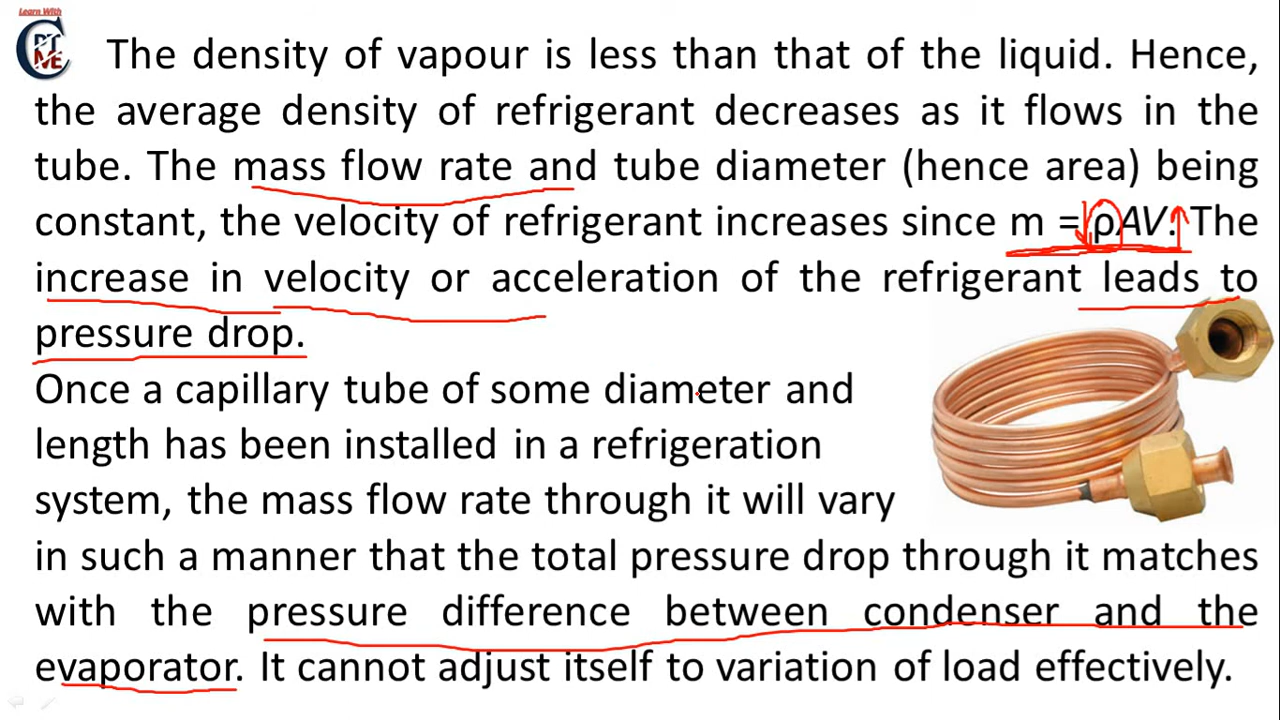 Learn With
C
PT
ME
The density of vapour is less than that of the liquid. Hence,
the average density of refrigerant decreases as it flows in the
tube. The mass flow rate and tube diameter (hence area) being
constant, the velocity of refrigerant increases since m = ρAV. The
increase in velocity or acceleration of the refrigerant leads to
pressure drop.
Once a capillary tube of some diameter and
length has been installed in a refrigeration
system, the mass flow rate through it will vary
in such a manner that the total pressure drop through it matches
with the pressure difference between condenser and the
evaporator. It cannot adjust itself to variation of load effectively.